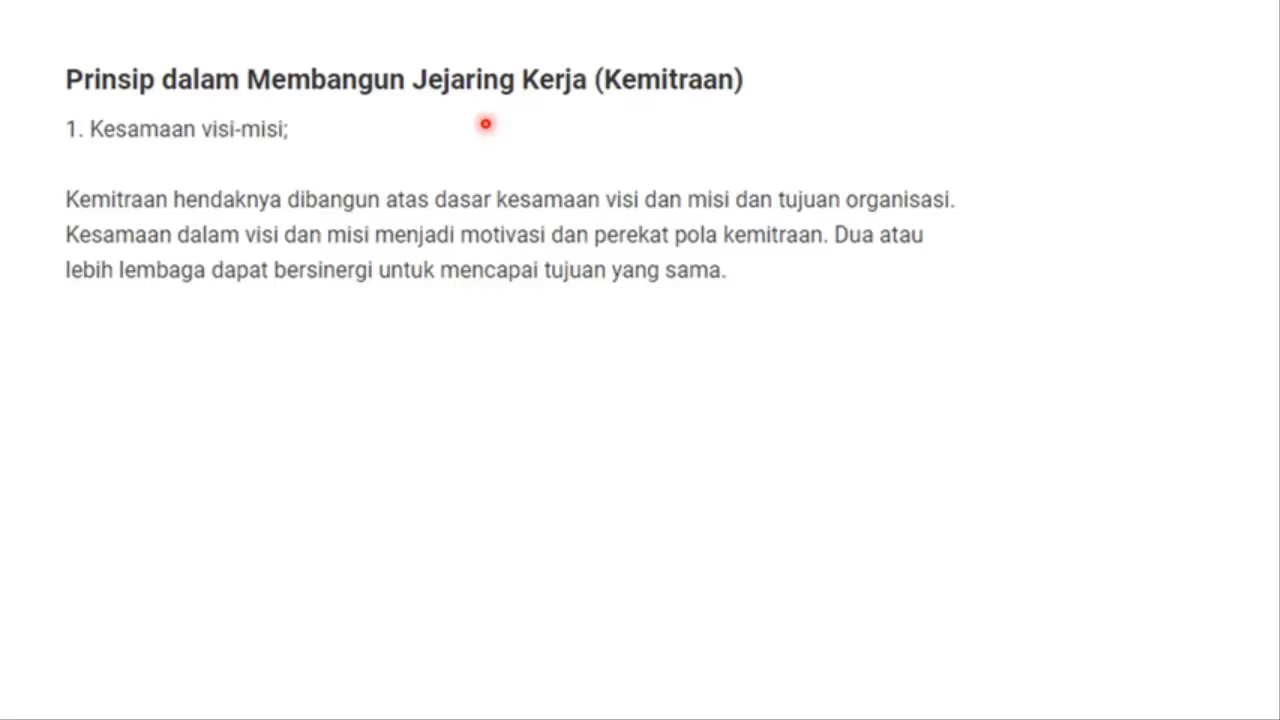 Prinsip dalam Membangun Jejaring Kerja (Kemitraan)
1. Kesamaan visi-misi;
Kemitraan hendaknya dibangun atas dasar kesamaan visi dan misi dan tujuan organisasi.
Kesamaan dalam visi dan misi menjadi motivasi dan perekat pola kemitraan. Dua atau
lebih lembaga dapat bersinergi untuk mencapai tujuan yang sama.